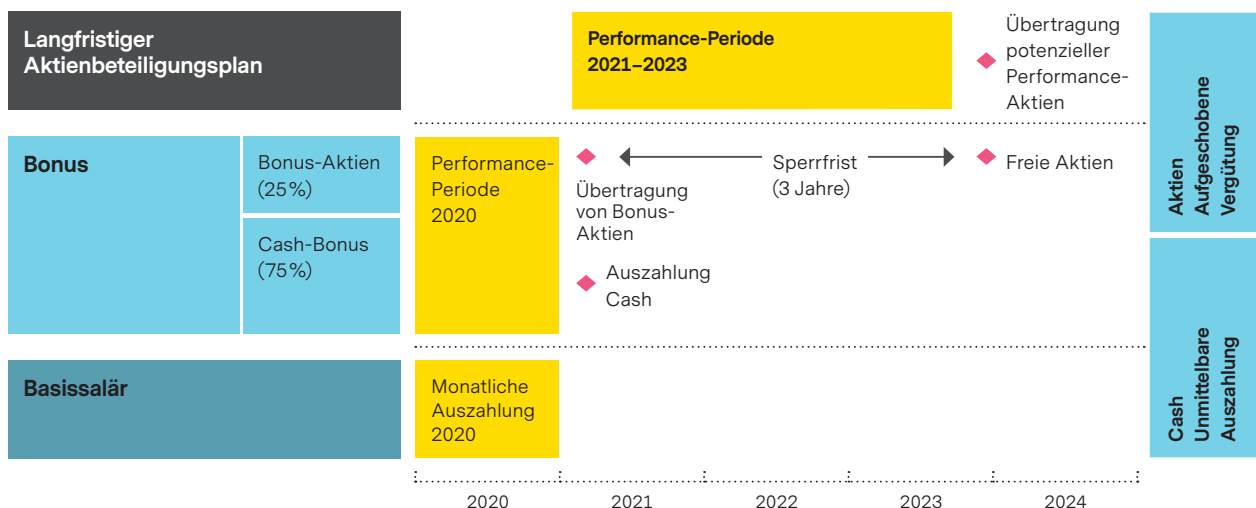 Langfristiger
Aktienbeteiligungsplan
Performance-Periode
2021–2023
Übertragung
potenzieller
Performance-
Aktien
Bonus
Bonus-Aktien
(25%)
Cash-Bonus
(75%)
Performance-
Periode
2020
Übertragung
von Bonus-
Aktien
Sperrfrist
(3 Jahre)
Freie Aktien
Auszahlung
Cash
Basissalär
Monatliche
Auszahlung
2020
Aktien
Aufgeschobene
Vergütung
Cash
Unmittelbare
Auszahlung
2020
2021
2022
2023
2024